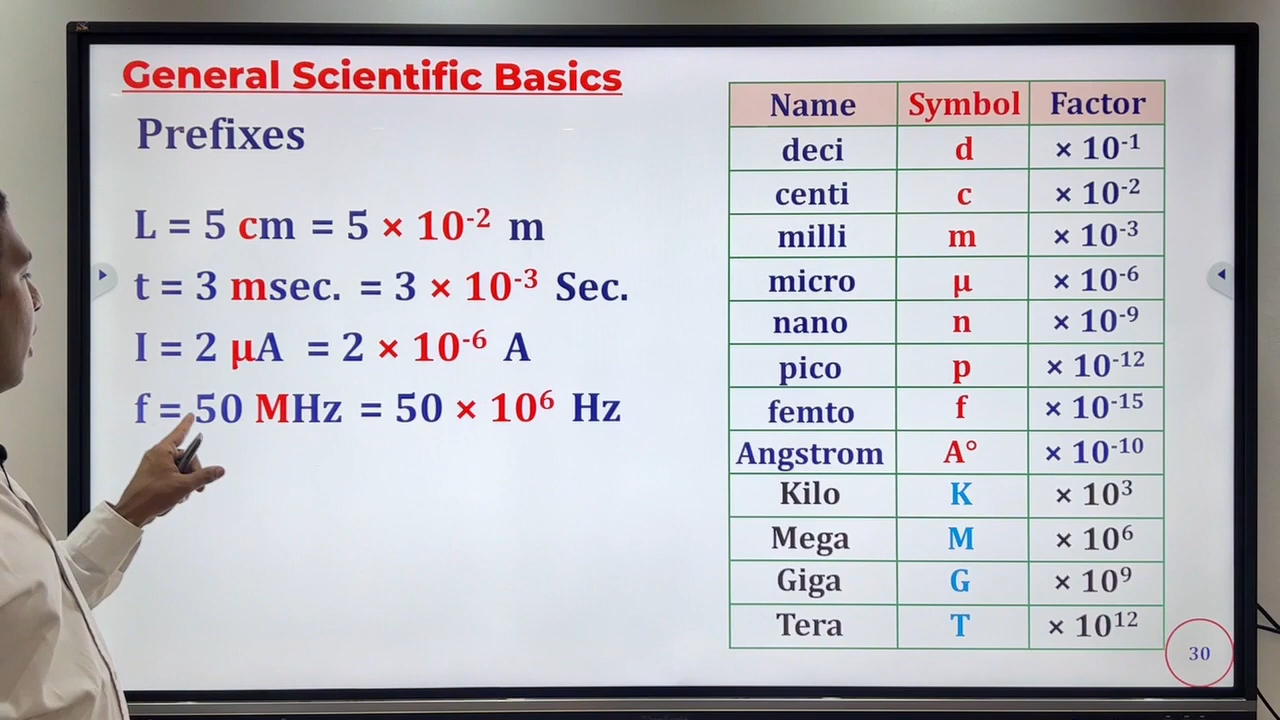 General Scientific Basics
Prefixes
L = 5 cm = 5 × 10⁻² m
t = 3 msec. = 3 × 10⁻³ Sec.
I = 2 μA = 2 × 10⁻⁶ A
f = 50 MHz = 50 × 10⁶ Hz
Name Symbol Factor
deci d × 10⁻¹
centi c × 10⁻²
milli m × 10⁻³
micro μ × 10⁻⁶
nano n × 10⁻⁹
pico p × 10⁻¹²
femto f × 10⁻¹⁵
Angstrom A° × 10⁻¹⁰
Kilo K × 10³
Mega M × 10⁶
Giga G × 10⁹
Tera T × 10¹²
30